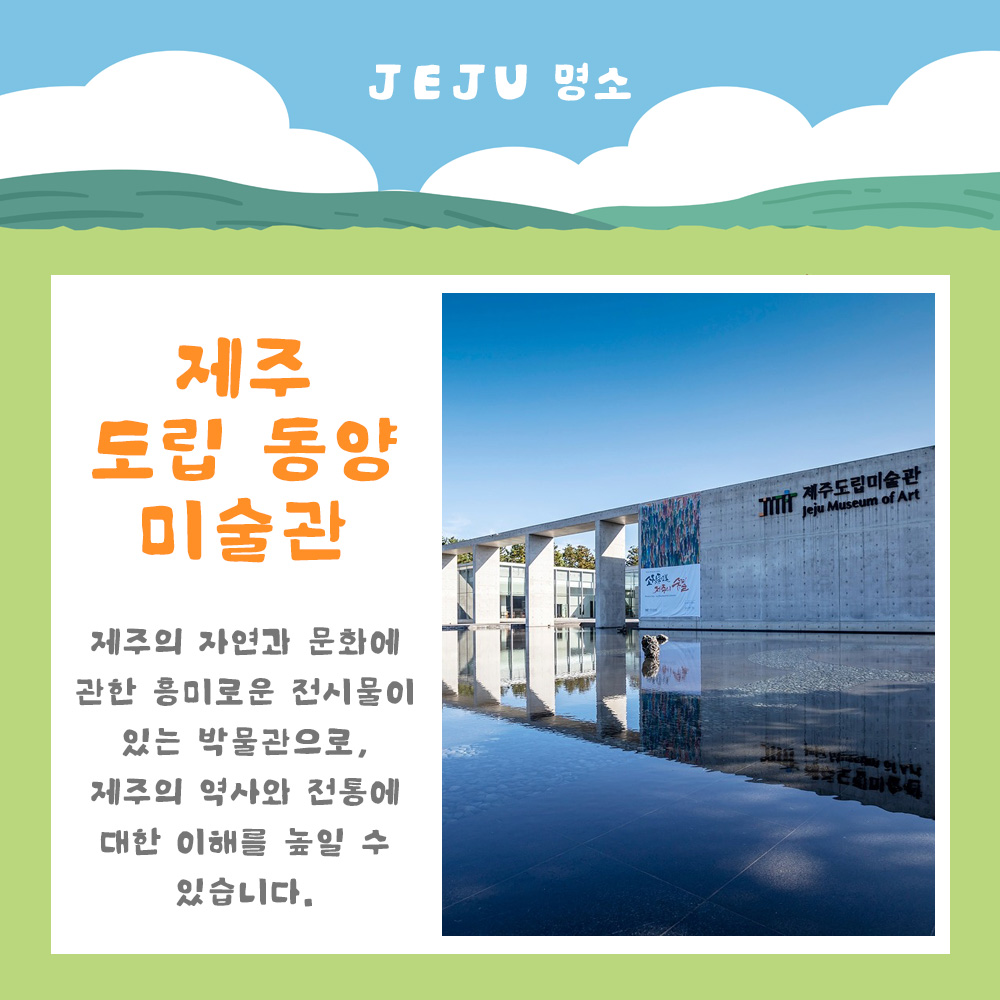 JEJU 명소
제주
도립 동양
미술관
제주의 자연과 문화에
관한 흥미로운 전시물이
있는 박물관으로,
제주의 역사와 전통에
대한 이해를 높일 수
있습니다.
제주도립미술관
Jeju Museum of Art